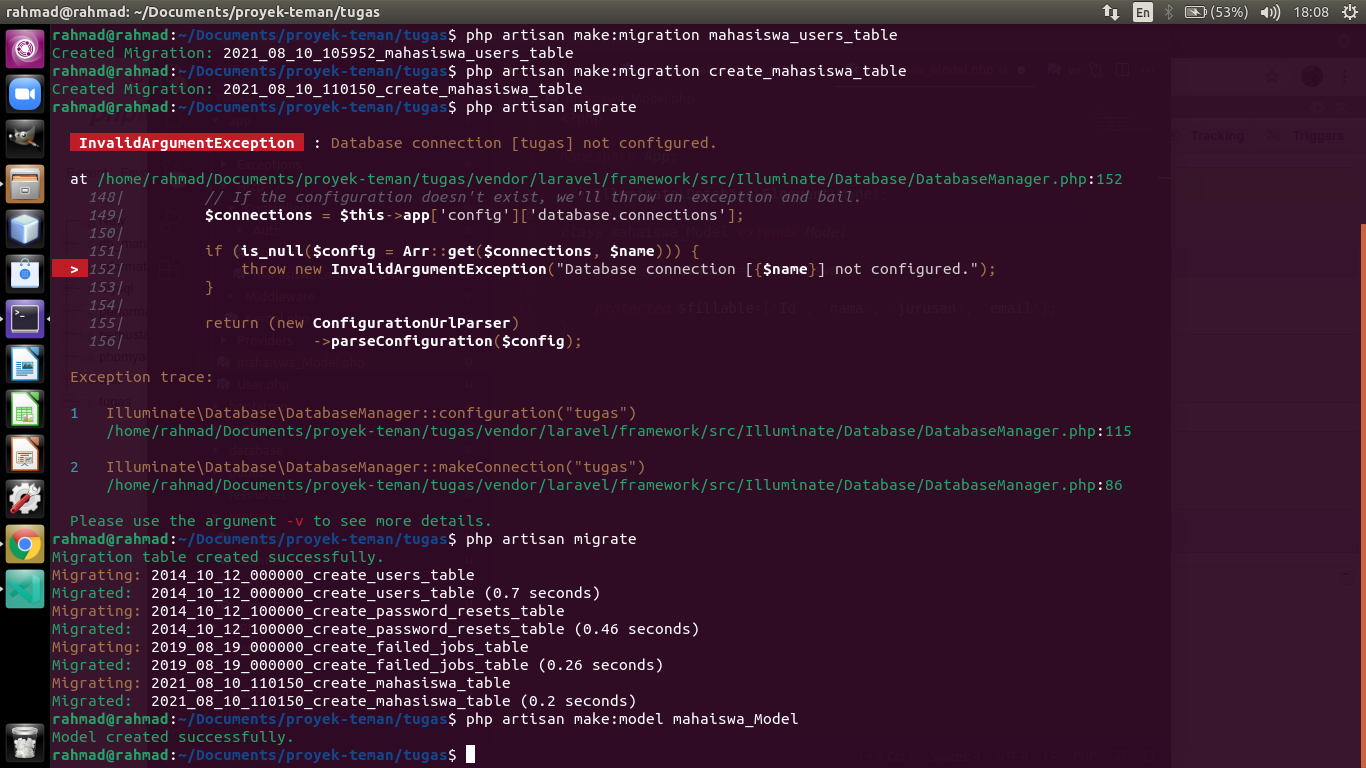 rahmad@rahmad: ~/Documents/proyek-teman/tugas
En
(53%)
18:08
rahmad@rahmad:~/Documents/proyek-teman/tugas$ php artisan make:migration mahasiswa_users_table
Created Migration: 2021_08_10_105952_mahasiswa_users_table
rahmad@rahmad:~/Documents/proyek-teman/tugas$ php artisan make:migration create_mahasiswa_table
Created Migration: 2021_08_10_110150_create_mahasiswa_table
rahmad@rahmad:~/Documents/proyek-teman/tugas$ php artisan migrate
InvalidArgumentException : Database connection [tugas] not configured.
at /home/rahmad/Documents/proyek-teman/tugas/vendor/laravel/framework/src/Illuminate/Database/DatabaseManager.php:152
148| // If the configuration doesn't exist, we'll throw an exception and bail.
149| $connections = $this->app['config']['database.connections'];
150|
151| if (is_null($config = Arr::get($connections, $name))) {
> 152| throw new InvalidArgumentException("Database connection [{$name}] not configured.");
153| }
154|
155| return (new ConfigurationUrlParser)
156| ->parseConfiguration($config);
Exception trace:
1 Illuminate\Database\DatabaseManager::configuration("tugas")
/home/rahmad/Documents/proyek-teman/tugas/vendor/laravel/framework/src/Illuminate/Database/DatabaseManager.php:115
2 Illuminate\Database\DatabaseManager::makeConnection("tugas")
/home/rahmad/Documents/proyek-teman/tugas/vendor/laravel/framework/src/Illuminate/Database/DatabaseManager.php:86
Please use the argument -v to see more details.
rahmad@rahmad:~/Documents/proyek-teman/tugas$ php artisan migrate
Migration table created successfully.
Migrating: 2014_10_12_000000_create_users_table
Migrated: 2014_10_12_000000_create_users_table (0.7 seconds)
Migrating: 2014_10_12_100000_create_password_resets_table
Migrated: 2014_10_12_100000_create_password_resets_table (0.46 seconds)
Migrating: 2019_08_19_000000_create_failed_jobs_table
Migrated: 2019_08_19_000000_create_failed_jobs_table (0.26 seconds)
Migrating: 2021_08_10_110150_create_mahasiswa_table
Migrated: 2021_08_10_110150_create_mahasiswa_table (0.2 seconds)
rahmad@rahmad:~/Documents/proyek-teman/tugas$ php artisan make:model mahaiswa_Model
Model created successfully.
rahmad@rahmad:~/Documents/proyek-teman/tugas$
Tracking
Triggers